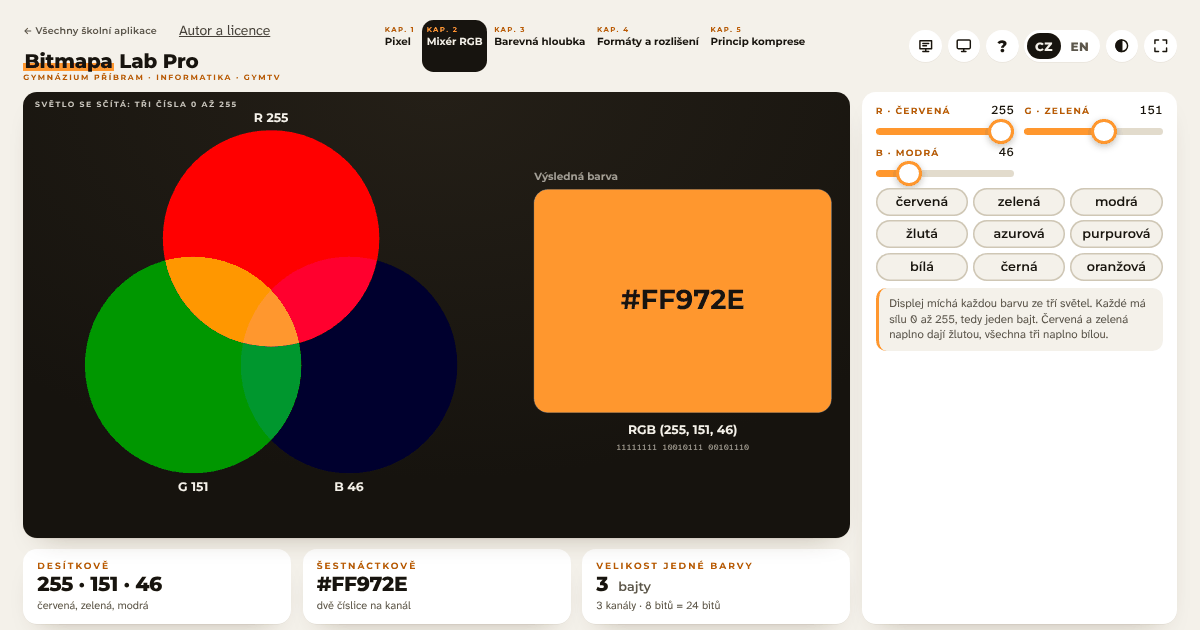 ← Všechny školní aplikace
Autor a licence
Bitmapa Lab Pro
GYMNÁZIUM PŘÍBRAM · INFORMATIKA · GYMTV
KAP. 1
Pixel
KAP. 2
Mixér RGB
KAP. 3
Barevná hloubka
KAP. 4
Formáty a rozlišení
KAP. 5
Princip komprese
?
CZ
EN
SVĚTLO SE SČÍTÁ: TŘI ČÍSLA 0 AŽ 255
R 255
G 151
B 46
Výsledná barva
#FF972E
RGB (255, 151, 46)
11111111 10010111 00101110
R · ČERVENÁ 255
G · ZELENÁ 151
B · MODRÁ 46
červená
zelená
modrá
žlutá
azurová
purpurová
bílá
černá
oranžová
Displej míchá každou barvu ze tří světel. Každé má
sílu 0 až 255, tedy jeden bajt. Červená a zelená
naplno dají žlutou, všechna tři naplno bílou.
DESÍTKOVĚ
255 · 151 · 46
červená, zelená, modrá
ŠESTNÁCTKOVĚ
#FF972E
dvě číslice na kanál
VELIKOST JEDNÉ BARVY
3 bajty
3 kanály · 8 bitů = 24 bitů